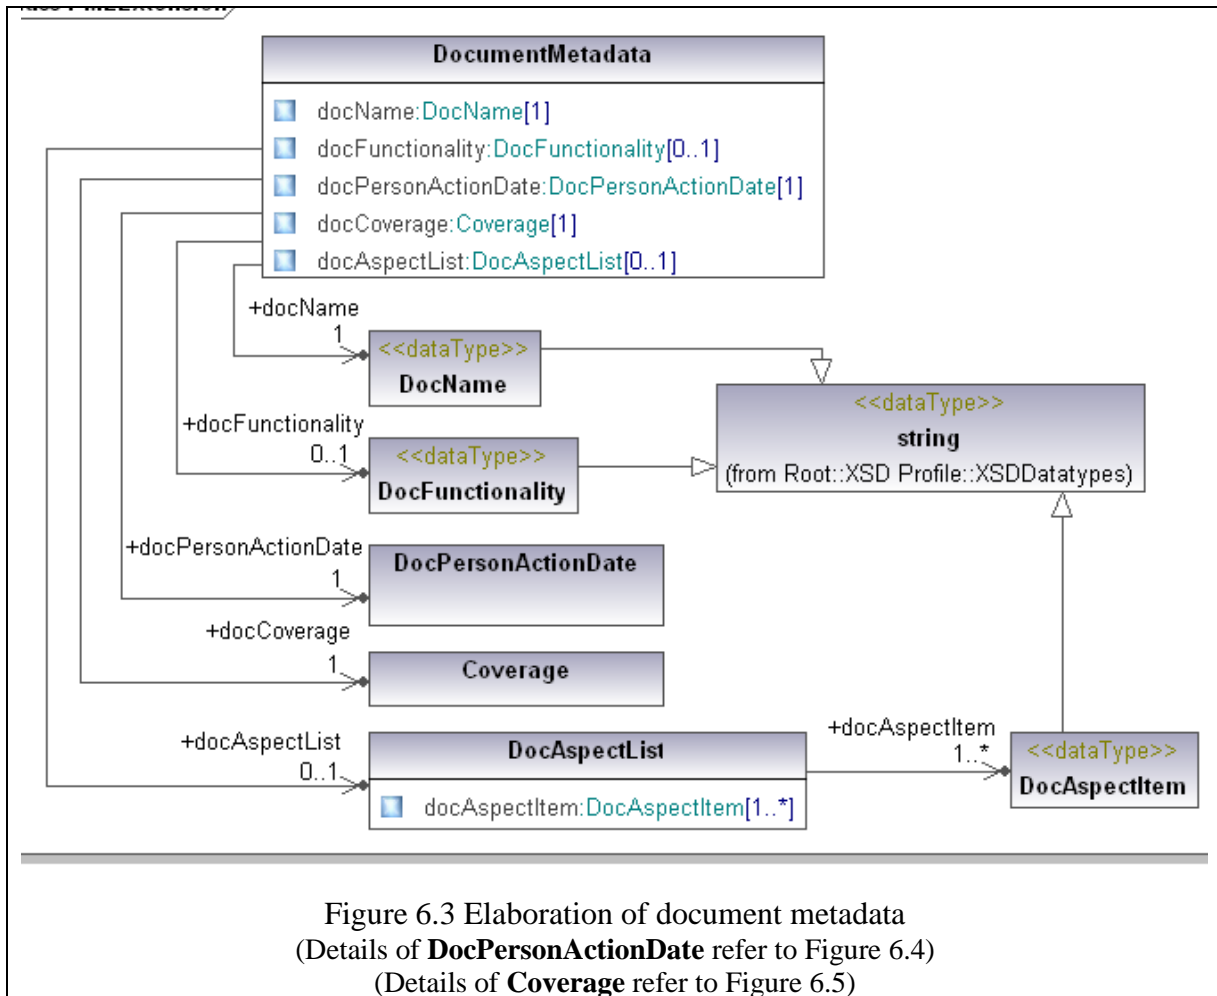 DocumentMetadata
docName:DocName[1]
docFunctionality:DocFunctionality[0..1]
docPersonActionDate:DocPersonActionDate[1]
docCoverage:Coverage[1]
docAspectList:DocAspectList[0..1]
+docName
1
<<dataType>>
DocName
<<dataType>>
string
(from Root::XSD Profile::XSDDatatypes)
+docFunctionality
0..1
<<dataType>>
DocFunctionality
+docPersonActionDate
1
DocPersonActionDate
+docCoverage
1
Coverage
+docAspectList
0..1
DocAspectList
docAspectItem:DocAspectItem[1..*]
+docAspectItem
1..*
<<dataType>>
DocAspectItem
Figure 6.3 Elaboration of document metadata
(Details of DocPersonActionDate refer to Figure 6.4)
(Details of Coverage refer to Figure 6.5)